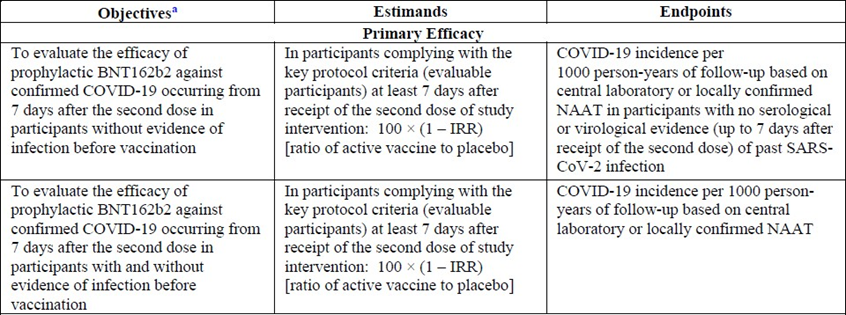 Objectivesa
Estimands
Endpoints
Primary Efficacy
To evaluate the efficacy of
prophylactic BNT162b2 against
confirmed COVID-19 occurring from
7 days after the second dose in
participants without evidence of
infection before vaccination
In participants complying with the
key protocol criteria (evaluable
participants) at least 7 days after
receipt of the second dose of study
intervention: 100 × (1 – IRR)
[ratio of active vaccine to placebo]
COVID-19 incidence per
1000 person-years of follow-up based on
central laboratory or locally confirmed
NAAT in participants with no serological
or virological evidence (up to 7 days after
receipt of the second dose) of past SARS-
CoV-2 infection
To evaluate the efficacy of
prophylactic BNT162b2 against
confirmed COVID-19 occurring from
7 days after the second dose in
participants with and without
evidence of infection before
vaccination
In participants complying with the
key protocol criteria (evaluable
participants) at least 7 days after
receipt of the second dose of study
intervention: 100 × (1 – IRR)
[ratio of active vaccine to placebo]
COVID-19 incidence per 1000 person-
years of follow-up based on central
laboratory or locally confirmed NAAT